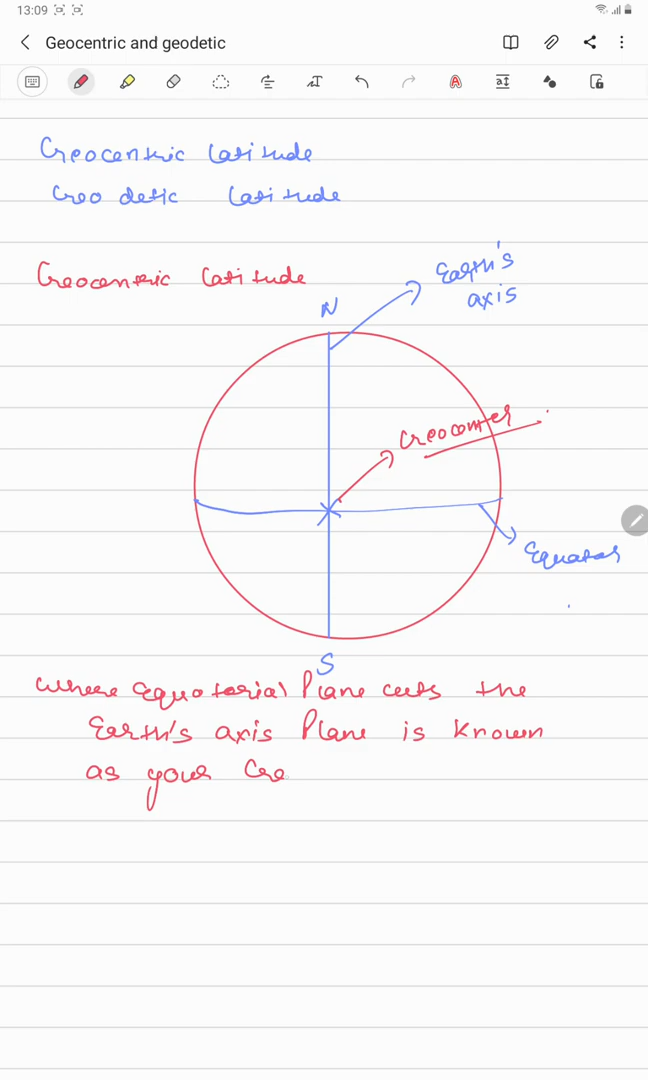 13:09
Geocentric and geodetic
Geocentric Latitude
Geodetic Latitude
Geocentric Latitude
Earth's
axis
N
Geocenter
Equator
S
Where equatorial Plane cuts the
Earth's axis Plane is known
as your Geo